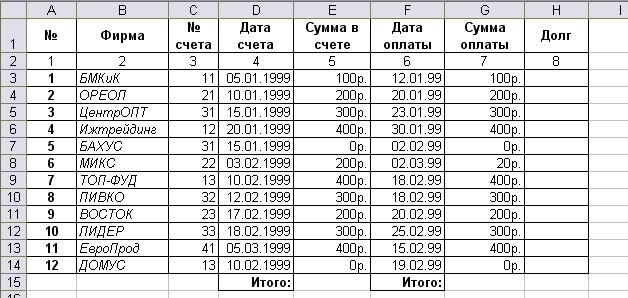 A B C D E F G H I
1 № Фирма № счета Дата счета Сумма в счете Дата оплаты Сумма оплаты Долг
2 1 2 3 4 5 6 7 8
3 1 БМКиК 11 05.01.1999 100р. 12.01.99 100р.
4 2 ОРЕОЛ 21 10.01.1999 200р. 20.01.99 200р.
5 3 ЦентрОПТ 31 15.01.1999 300р. 23.01.99 300р.
6 4 Ижтрейдинг 12 20.01.1999 400р. 30.01.99 400р.
7 5 БАХУС 31 15.01.1999 0р. 02.02.99 0р.
8 6 МИКС 22 03.02.1999 200р. 02.03.99 20р.
9 7 ТОП-ФУД 13 10.02.1999 400р. 18.02.99 400р.
10 8 ПИВКО 32 12.02.1999 300р. 18.02.99 300р.
11 9 ВОСТОК 23 17.02.1999 200р. 20.02.99 200р.
12 10 ЛИДЕР 33 18.02.1999 300р. 25.02.99 300р.
13 11 ЕвроПрод 41 05.03.1999 400р. 15.02.99 400р.
14 12 ДОМУС 13 10.02.1999 0р. 19.02.99 0р.
15 Итого: Итого: